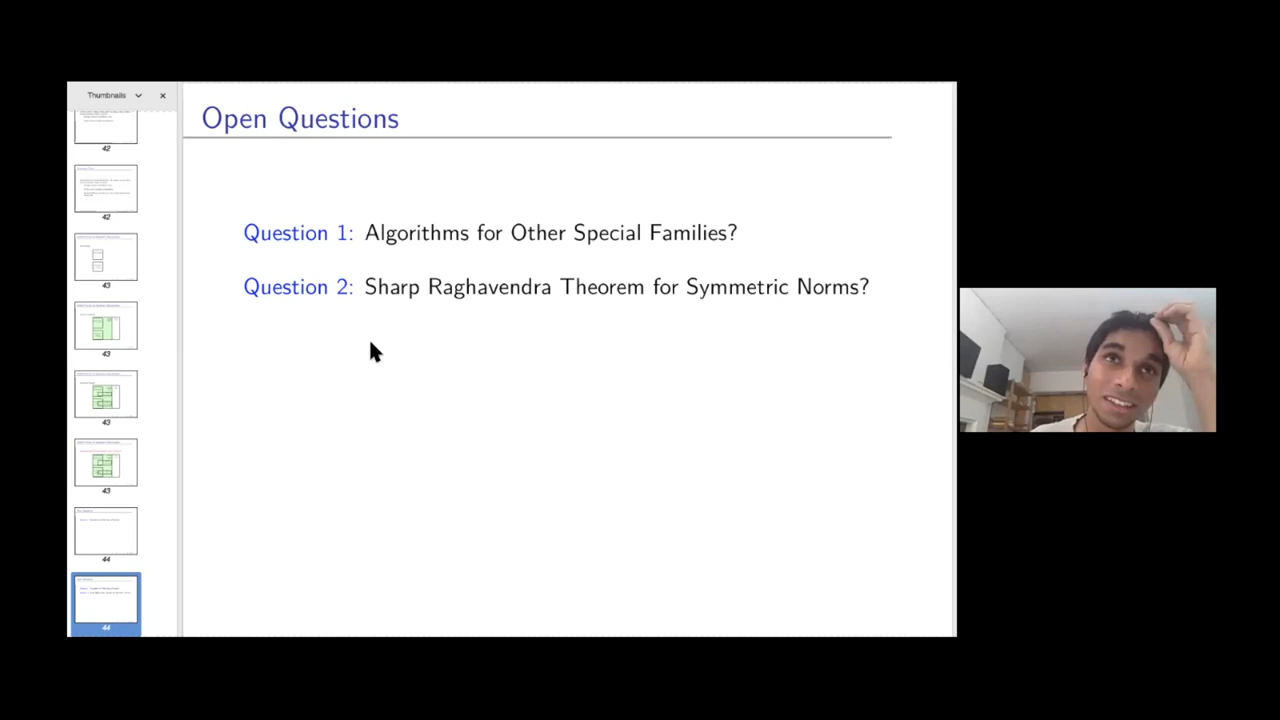 Thumbnails
Open Questions
Question 1: Algorithms for Other Special Families?
Question 2: Sharp Raghavendra Theorem for Symmetric Norms?
42
42
43
43
43
43
44
44